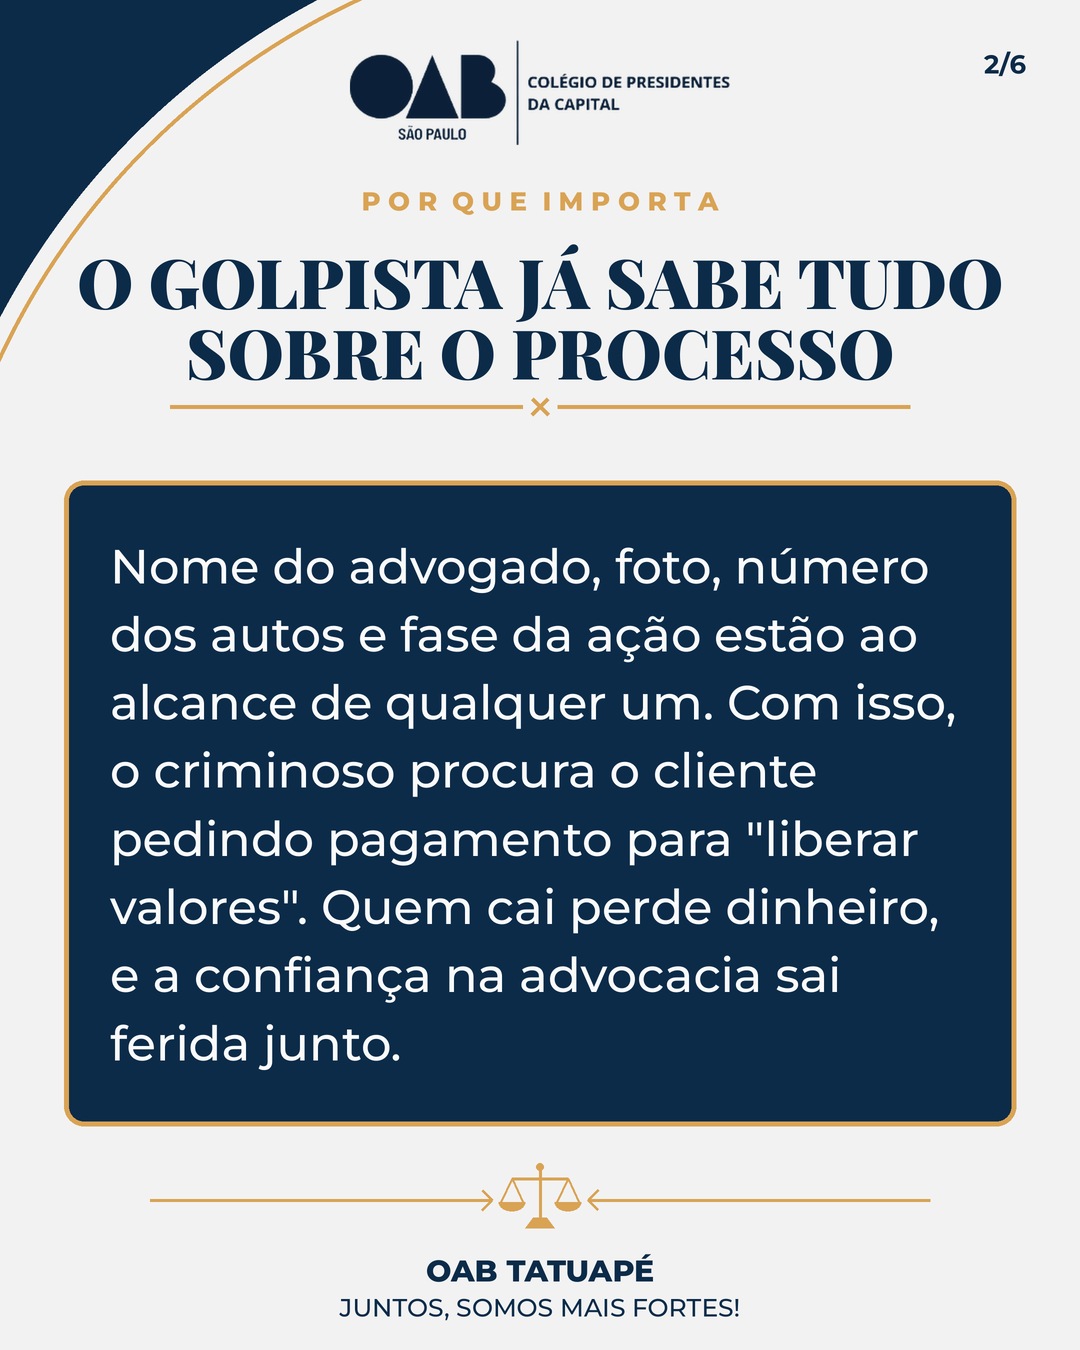 OAB
SÃO PAULO
COLÉGIO DE PRESIDENTES
DA CAPITAL
2/6
POR QUE IMPORTA
O GOLPISTA JÁ SABE TUDO
SOBRE O PROCESSO
Nome do advogado, foto, número
dos autos e fase da ação estão ao
alcance de qualquer um. Com isso,
o criminoso procura o cliente
pedindo pagamento para "liberar
valores". Quem cai perde dinheiro,
e a confiança na advocacia sai
ferida junto.
OAB TATUAPÉ
JUNTOS, SOMOS MAIS FORTES!